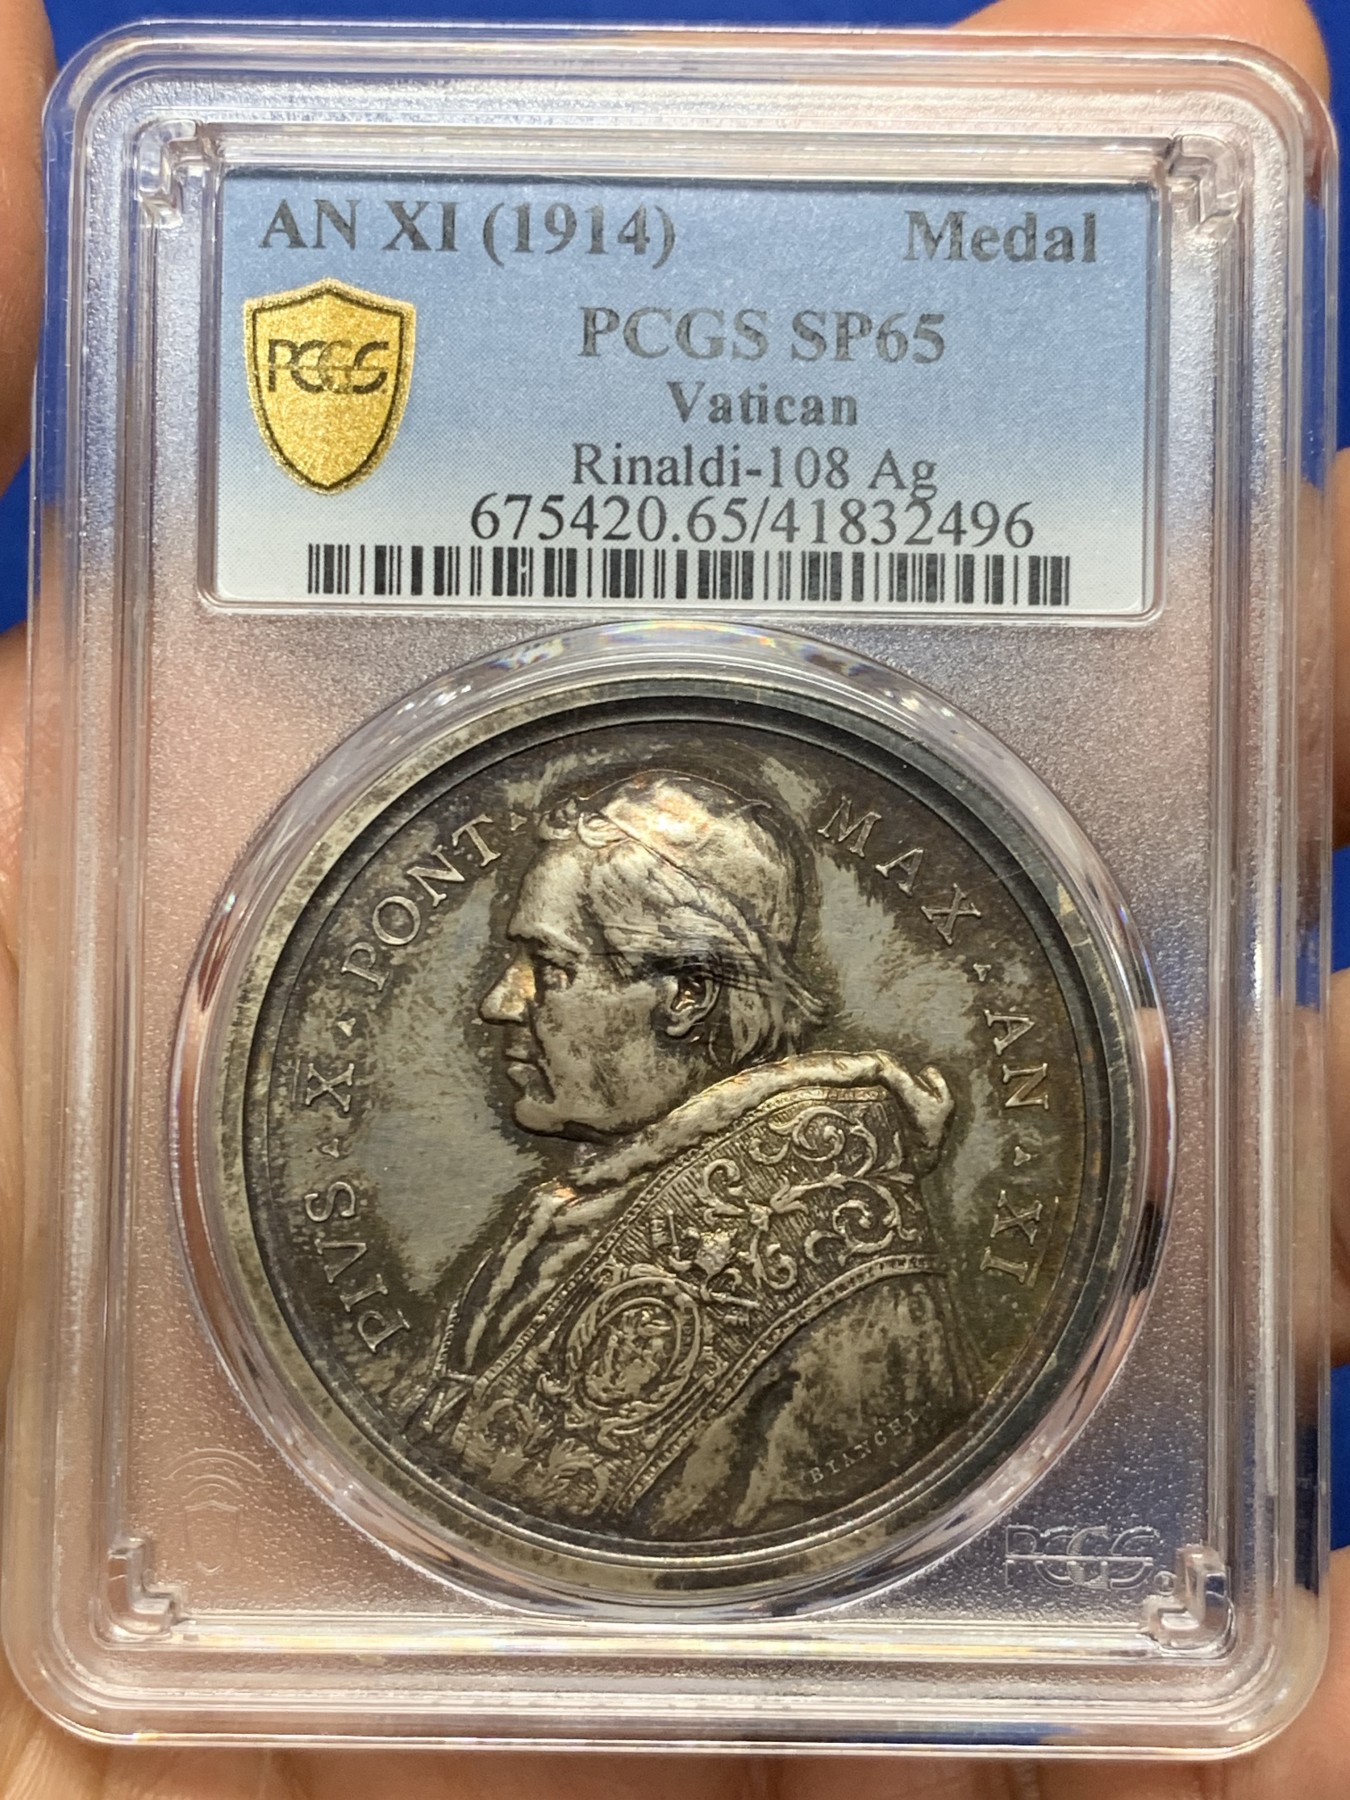 AN XI (1914) Medal
PCGS
PCGS SP65
Vatican
Rinaldi-108 Ag
675420.65/41832496
PIVS · X · PONT · MAX · AN · XI
BIANCHI
PCGS